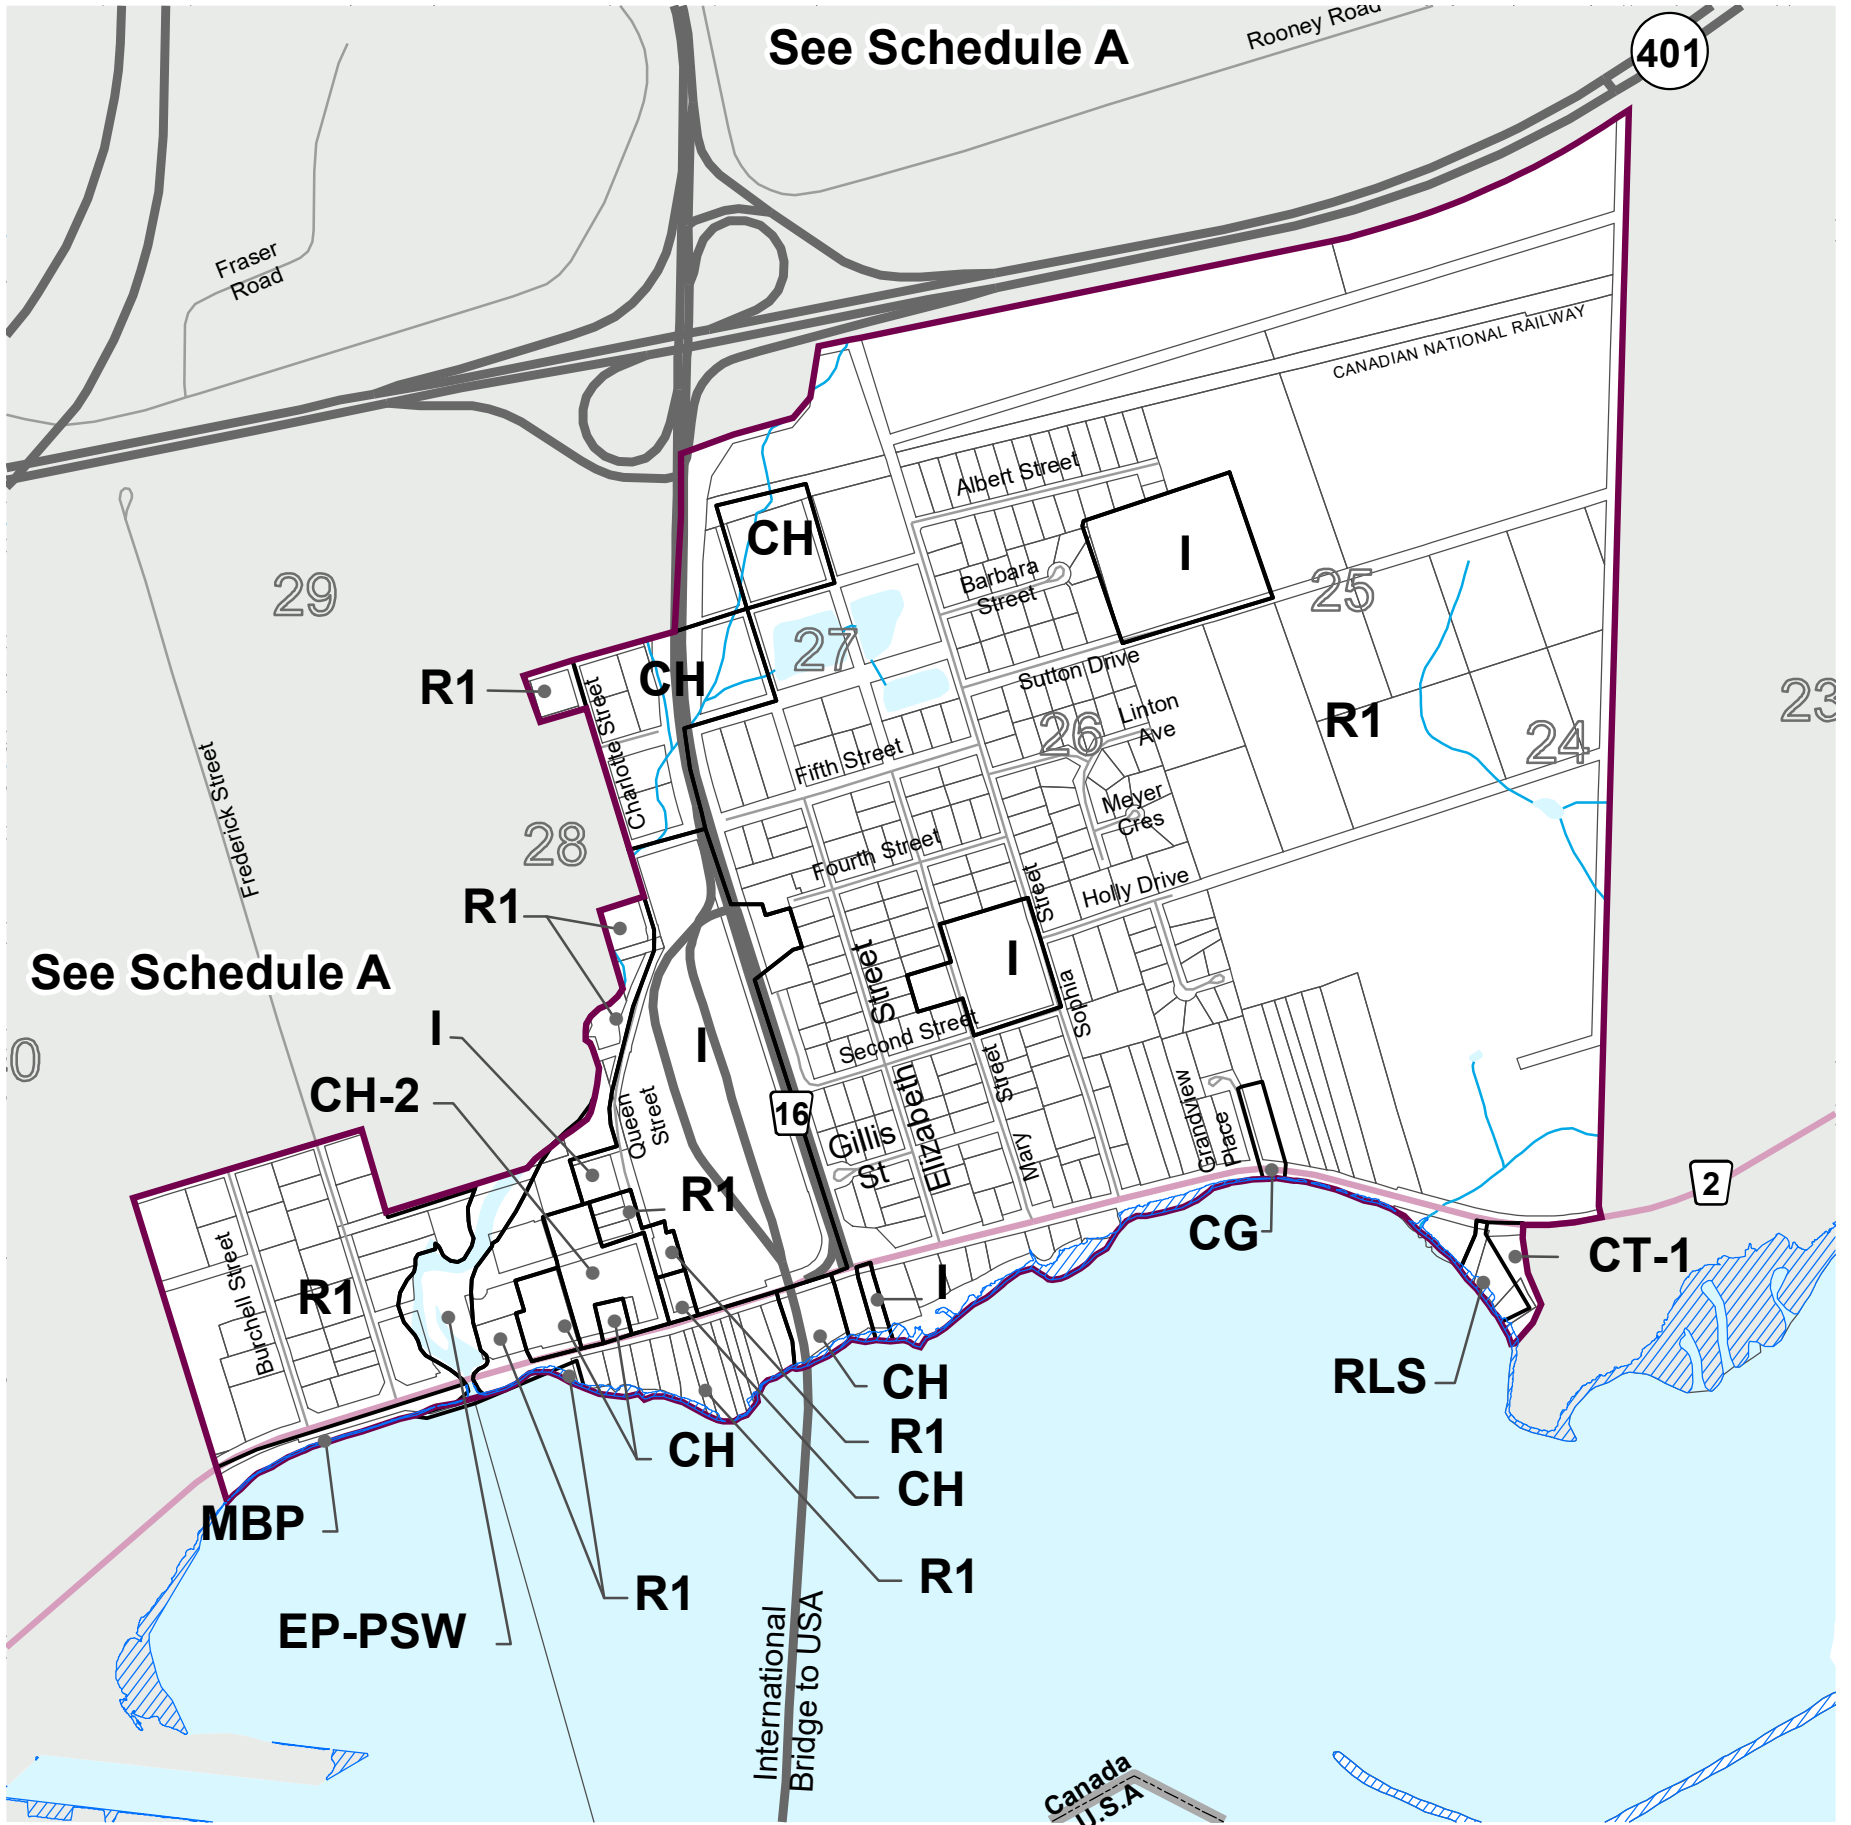 See Schedule A
Rooney Road
401
Fraser
Road
CANADIAN NATIONAL RAILWAY
Albert Street
CH
I
29
Barbara
Street
25
27
Sutton Drive
R1
CH
Charlotte Street
Linton
Ave
26
R1
24
23
Fifth Street
Frederick Street
Meyer
Cres
28
Fourth Street
Holly Drive
R1
Street
See Schedule A
Street
I
Sophia
I
I
Second Street
0
CH-2
Queen
Street
16
Elizabeth
Street
Mary
Gillis
St
Grandview
Place
2
R1
Burchell Street
R1
CG
I
CT-1
RLS
CH
R1
CH
CH
MBP
R1
R1
EP-PSW
International
Bridge to USA
Canada
U.S.A